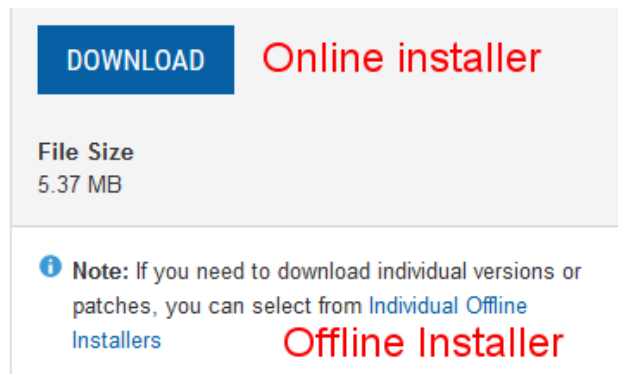 DOWNLOAD Online installer
File Size
5.37 MB
Note: If you need to download individual versions or
patches, you can select from Individual Offline
Installers Offline Installer